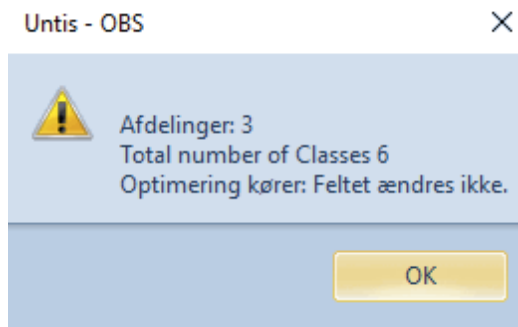 Untis - OBS
Afdelinger: 3
Total number of Classes 6
Optimering kører: Feltet ændres ikke.
OK